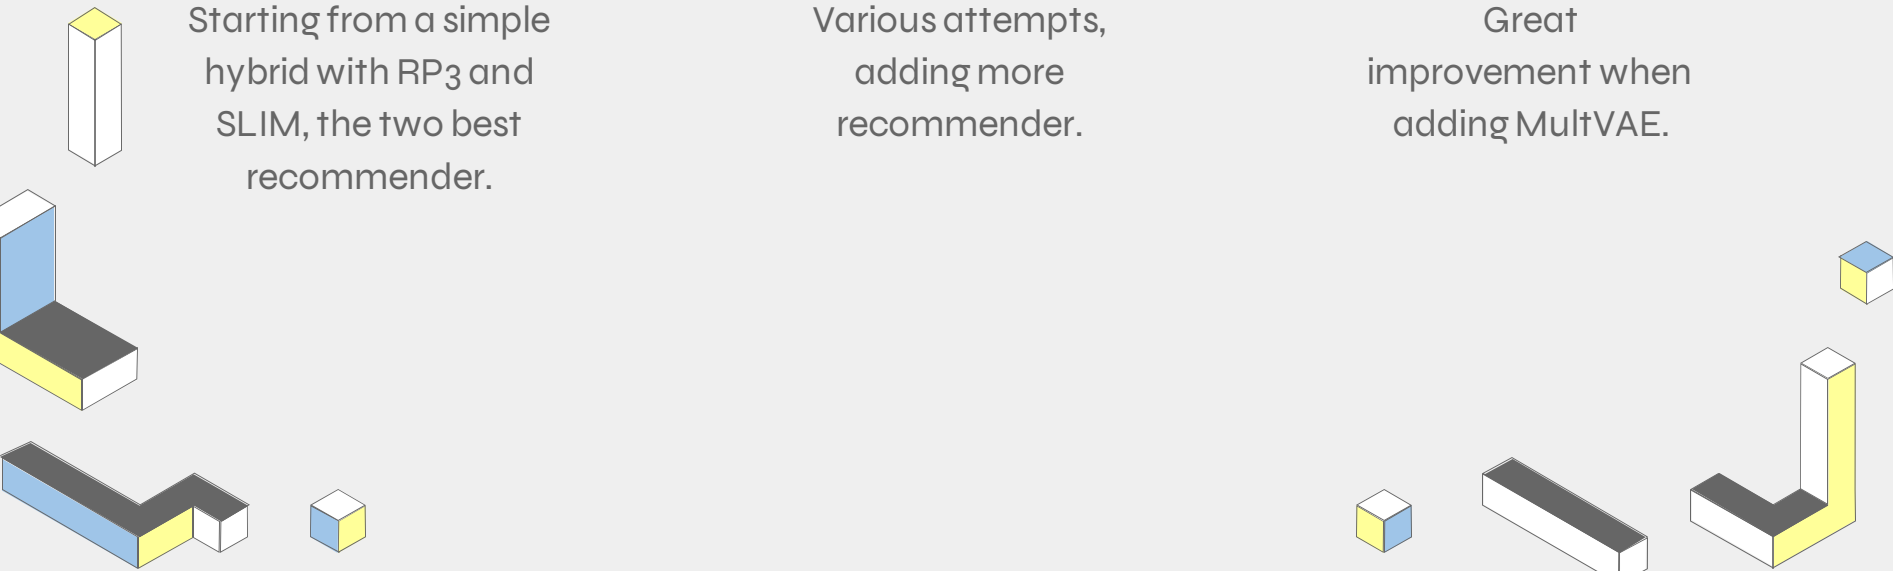 Starting from a simple
hybrid with RP3 and
SLIM, the two best
recommender.
Various attempts,
adding more
recommender.
Great
improvement when
adding MultVAE.